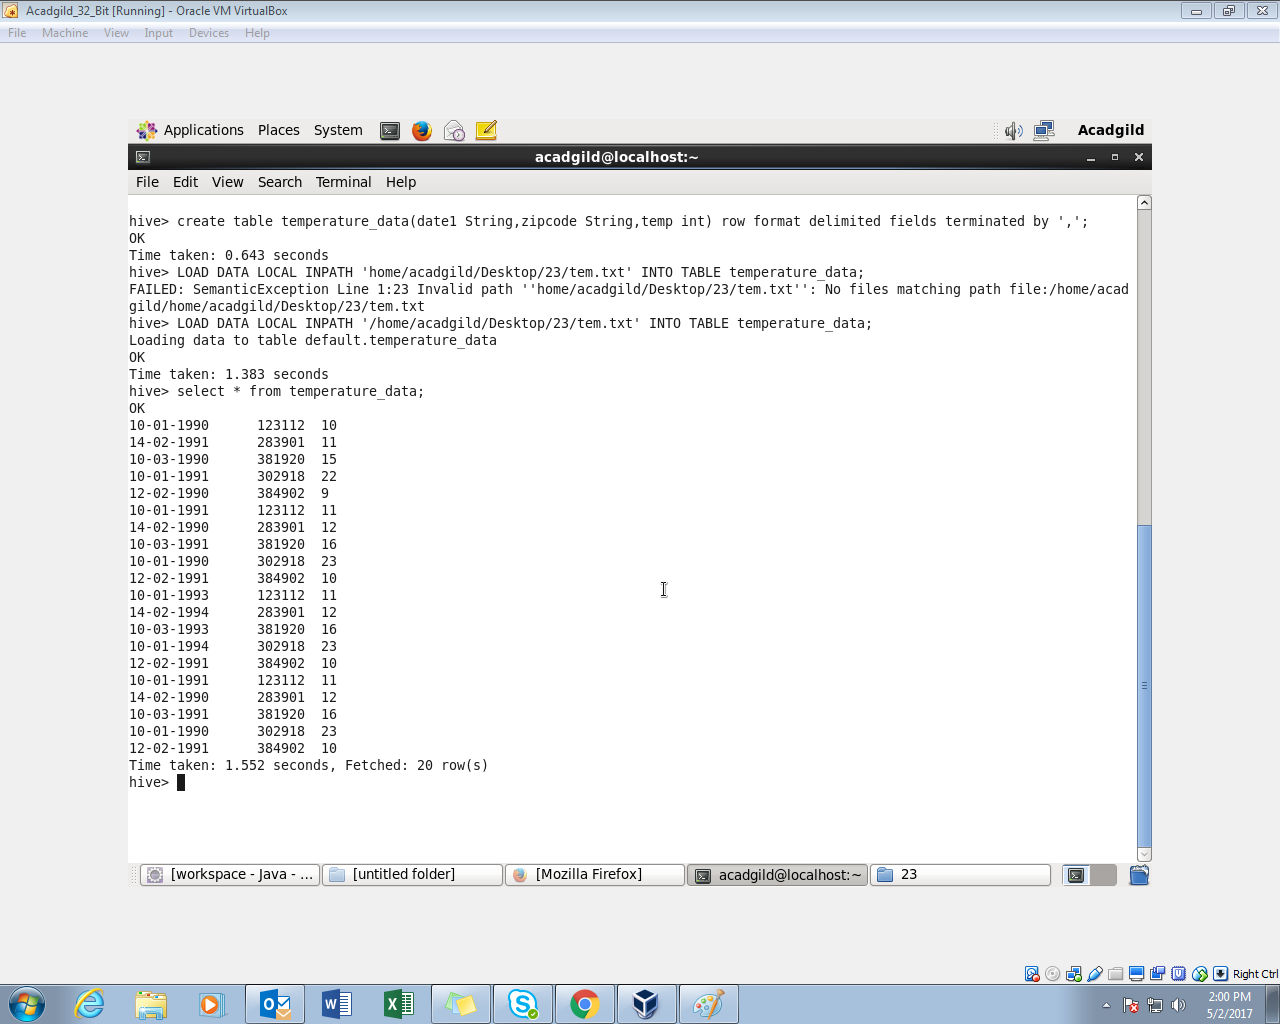 Acadgild_32_Bit [Running] - Oracle VM VirtualBox
File Machine View Input Devices Help
Applications Places System Acadgild
acadgild@localhost:~
File Edit View Search Terminal Help
hive> create table temperature_data(date1 String,zipcode String,temp int) row format delimited fields terminated by ',';
OK
Time taken: 0.643 seconds
hive> LOAD DATA LOCAL INPATH 'home/acadgild/Desktop/23/tem.txt' INTO TABLE temperature_data;
FAILED: SemanticException Line 1:23 Invalid path ''home/acadgild/Desktop/23/tem.txt'': No files matching path file:/home/acad
gild/home/acadgild/Desktop/23/tem.txt
hive> LOAD DATA LOCAL INPATH '/home/acadgild/Desktop/23/tem.txt' INTO TABLE temperature_data;
Loading data to table default.temperature_data
OK
Time taken: 1.383 seconds
hive> select * from temperature_data;
OK
10-01-1990 123112 10
14-02-1991 283901 11
10-03-1990 381920 15
10-01-1991 302918 22
12-02-1990 384902 9
10-01-1991 123112 11
14-02-1990 283901 12
10-03-1991 381920 16
10-01-1990 302918 23
12-02-1991 384902 10
10-01-1993 123112 11
14-02-1994 283901 12
10-03-1993 381920 16
10-01-1994 302918 23
12-02-1991 384902 10
10-01-1991 123112 11
14-02-1990 283901 12
10-03-1991 381920 16
10-01-1990 302918 23
12-02-1991 384902 10
Time taken: 1.552 seconds, Fetched: 20 row(s)
hive>
[workspace - Java - ... [untitled folder] [Mozilla Firefox] acadgild@localhost:~ 23
Right Ctrl
2:00 PM
5/2/2017